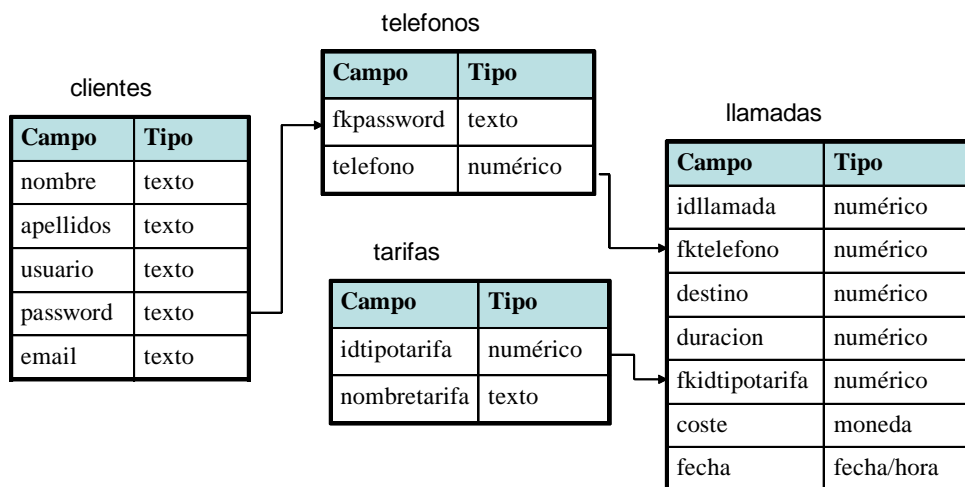 clientes
Campo Tipo
nombre texto
apellidos texto
usuario texto
password texto
email texto
telefonos
Campo Tipo
fkpassword texto
telefono numérico
tarifas
Campo Tipo
idtipotarifa numérico
nombretarifa texto
llamadas
Campo Tipo
idllamada numérico
fktelefono numérico
destino numérico
duracion numérico
fkidtipotarifa numérico
coste moneda
fecha fecha/hora